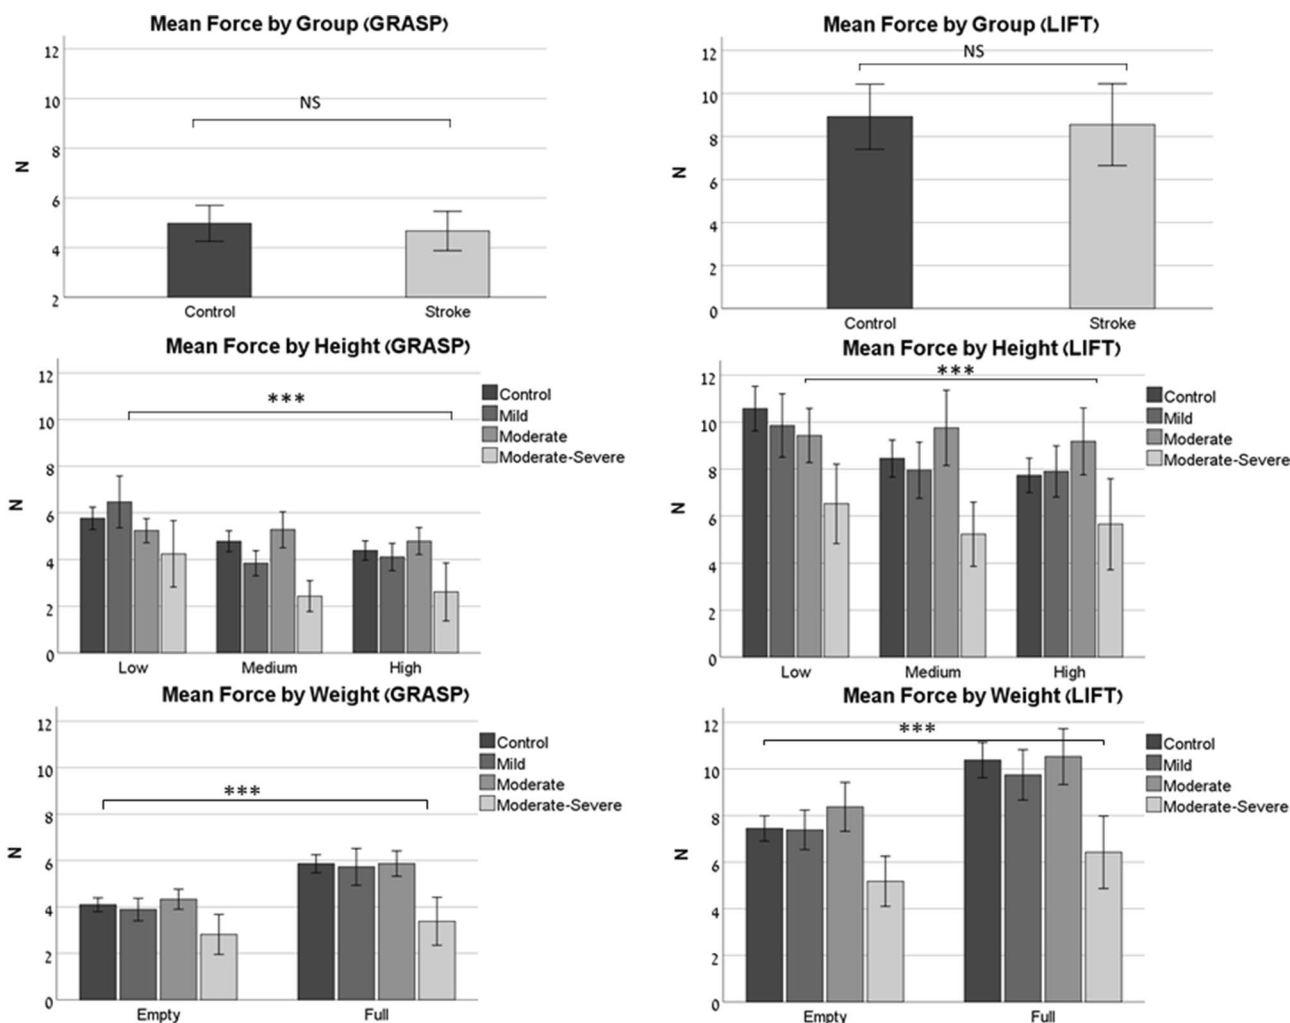 Mean Force by Group (GRASP)
12
10
8
6
4
2
N
NS
Control
Stroke
Mean Force by Group (LIFT)
12
10
8
6
4
2
0
N
NS
Control
Stroke
Mean Force by Height (GRASP)
12
10
8
6
4
2
0
N
***
Control
Mild
Moderate
Moderate-Severe
Low
Medium
High
Mean Force by Height (LIFT)
12
10
8
6
4
2
0
N
***
Control
Mild
Moderate
Moderate-Severe
Low
Medium
High
Mean Force by Weight (GRASP)
12
10
8
6
4
2
0
N
***
Control
Mild
Moderate
Moderate-Severe
Empty
Full
Mean Force by Weight (LIFT)
12
10
8
6
4
2
0
N
***
Control
Mild
Moderate
Moderate-Severe
Empty
Full